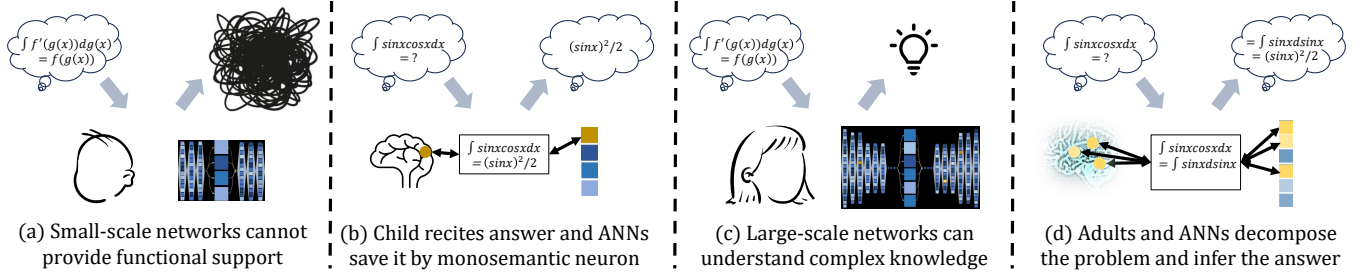 ∫ f′(g(x))dg(x)
= f(g(x))
(a) Small-scale networks cannot
provide functional support
∫ sinxcosxdx
= ?
(sinx)²/2
∫ sinxcosxdx
= (sinx)²/2
(b) Child recites answer and ANNs
save it by monosemantic neuron
∫ f′(g(x))dg(x)
= f(g(x))
(c) Large-scale networks can
understand complex knowledge
∫ sinxcosxdx
= ?
= ∫ sinxdsinx
= (sinx)²/2
∫ sinxcosxdx
= ∫ sinxdsinx
(d) Adults and ANNs decompose
the problem and infer the answer